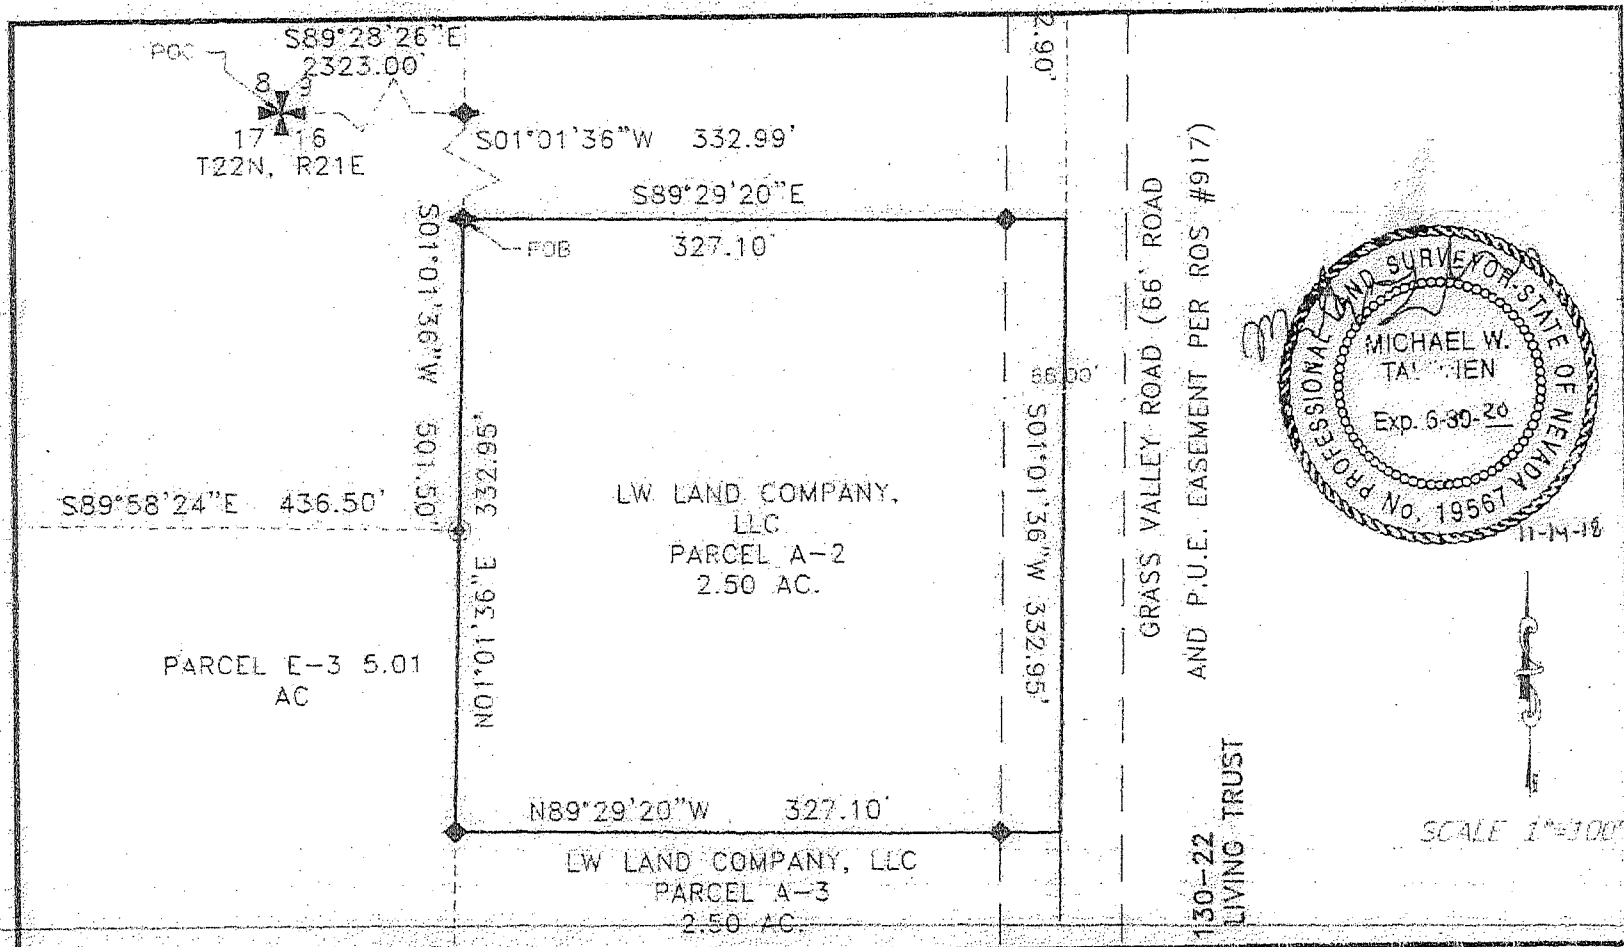 POC
S89°28'26"E
2323.00'
8 9
17 16
T22N, R21E
S01°01'36"W 332.99'
S89°29'20"E
327.10'
POB
S01°01'36"W 501.50'
N01°01'36"E 332.95'
S89°58'24"E 436.50'
PARCEL E-3 5.01
AC
LW LAND COMPANY,
LLC
PARCEL A-2
2.50 AC.
2.90'
66.00'
S01°01'36"W 332.95'
GRASS VALLEY ROAD (66' ROAD
AND P.U.E. EASEMENT PER ROS #917)
N89°29'20"W 327.10'
LW LAND COMPANY, LLC
PARCEL A-3
2.50 AC.
130-22
LIVING TRUST
PROFESSIONAL LAND SURVEYOR-STATE OF NEVADA
MICHAEL W.
Exp. 6-30-20
No. 19567
11-14-18
SCALE 1"=100'